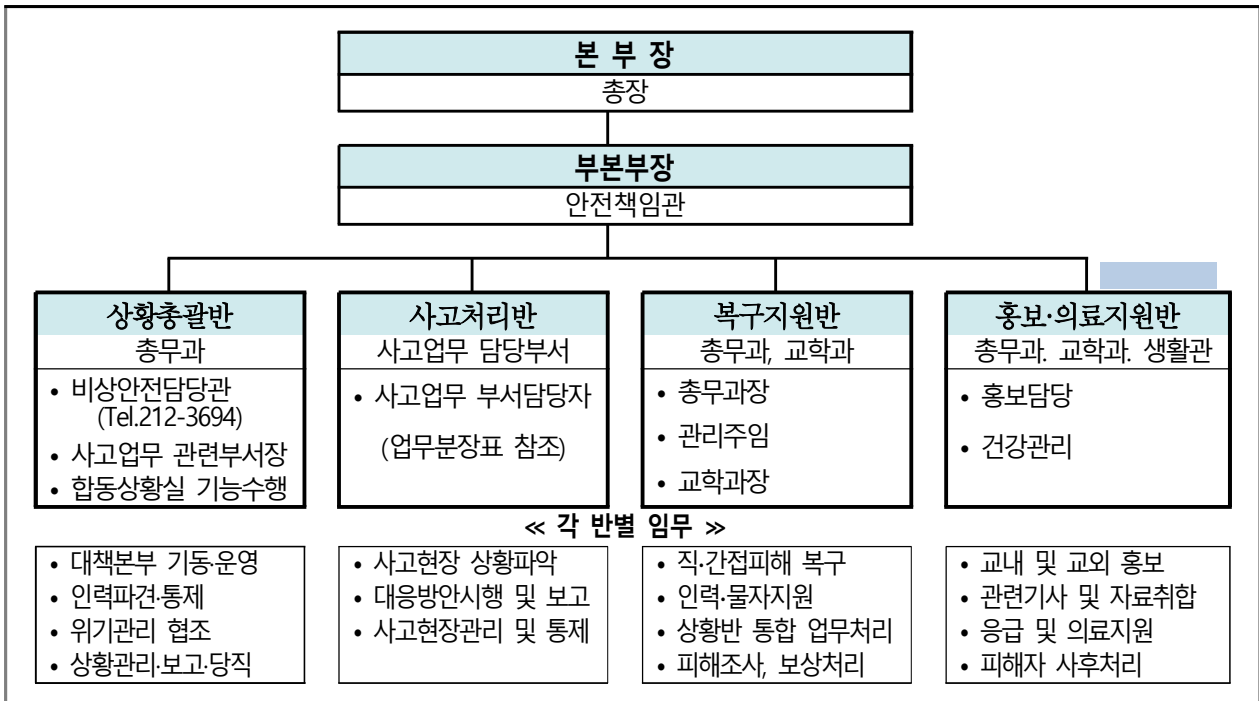 본 부 장
총장
부본부장
안전책임관
상황총괄반
총무과
• 비상안전담당관
(Tel.212-3694)
• 사고업무 관련부서장
• 합동상황실 기능수행
사고처리반
사고업무 담당부서
• 사고업무 부서담당자
(업무분장표 참조)
복구지원반
총무과, 교학과
• 총무과장
• 관리주임
• 교학과장
홍보·의료지원반
총무과. 교학과. 생활관
• 홍보담당
• 건강관리
≪ 각 반별 임무 ≫
• 대책본부 기동·운영
• 인력파견·통제
• 위기관리 협조
• 상황관리·보고·당직
• 사고현장 상황파악
• 대응방안시행 및 보고
• 사고현장관리 및 통제
• 직·간접피해 복구
• 인력·물자지원
• 상황반 통합 업무처리
• 피해조사, 보상처리
• 교내 및 교외 홍보
• 관련기사 및 자료취합
• 응급 및 의료지원
• 피해자 사후처리